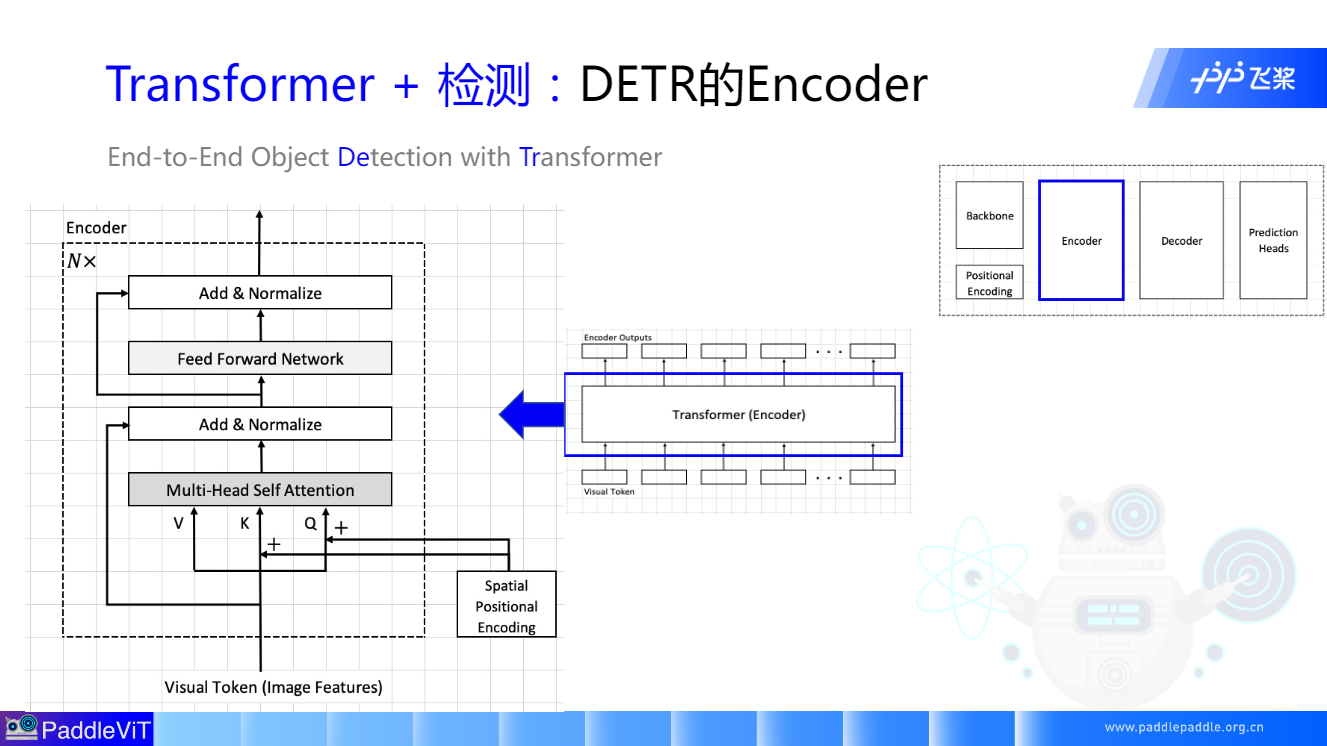 Transformer + 检测：DETR的Encoder
飞桨
End-to-End Object Detection with Transformer
Encoder
N×
Add & Normalize
Feed Forward Network
Add & Normalize
Multi-Head Self Attention
V
K
Q
+
+
Spatial
Positional
Encoding
Visual Token (Image Features)
Encoder Outputs
. . .
Transformer (Encoder)
. . .
Visual Token
Backbone
Positional
Encoding
Encoder
Decoder
Prediction
Heads
PaddleViT
www.paddlepaddle.org.cn